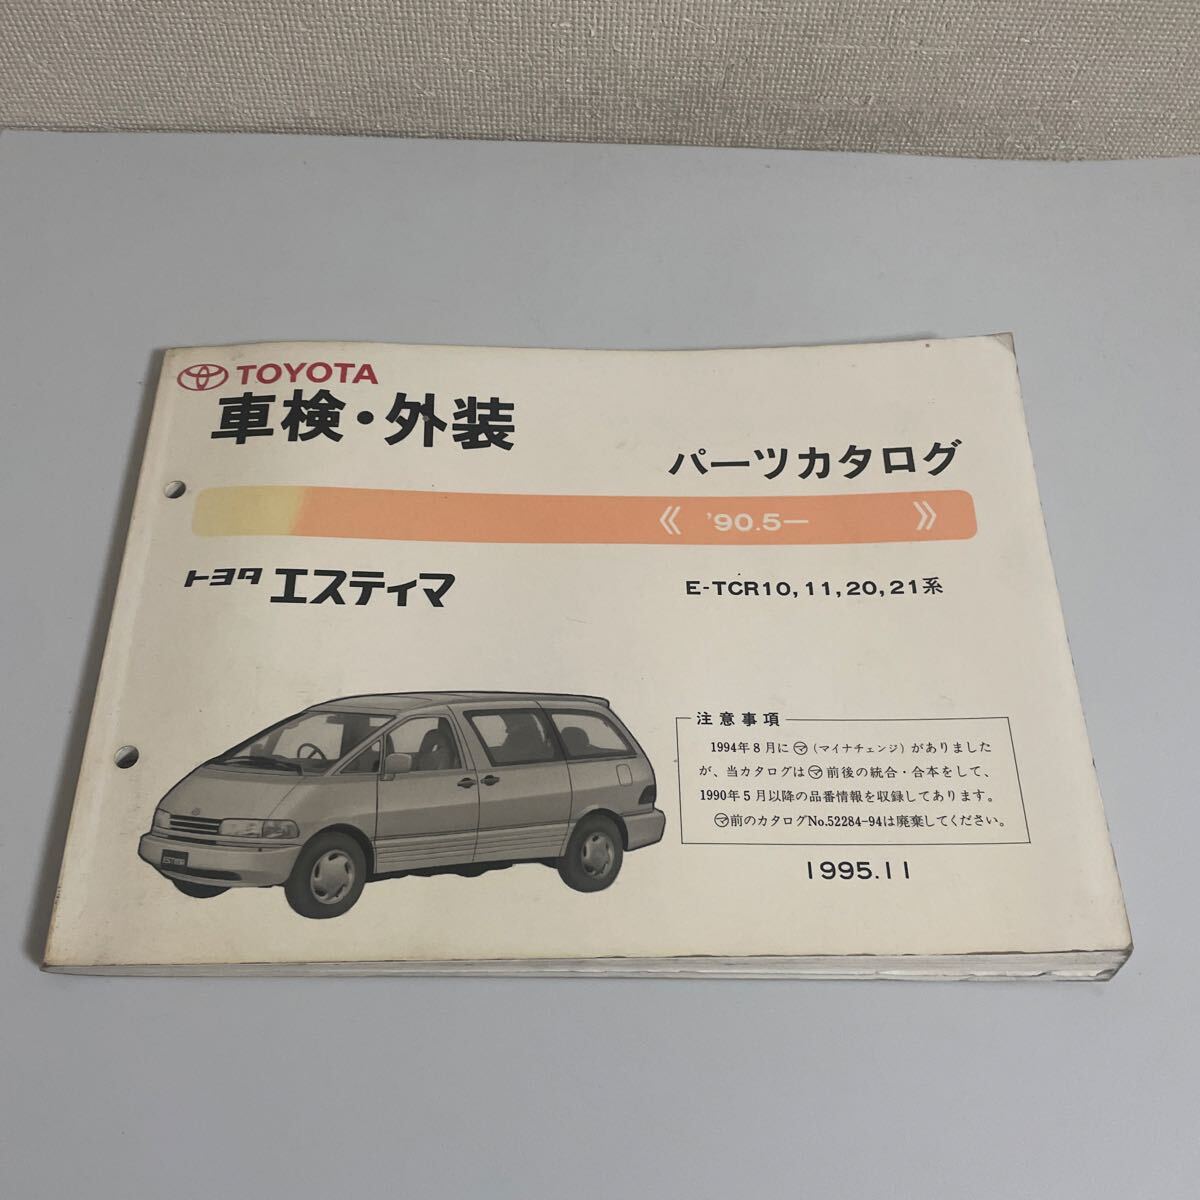 TOYOTA
車検・外装
パーツカタログ
《 '90.5－ 》
トヨタ エスティマ
E-TCR10, 11, 20, 21系
注意事項
1994年8月に㋮(マイナチェンジ)がありました
が、当カタログは㋮前後の統合・合本をして、
1990年5月以降の品番情報を収録してあります。
㋮前のカタログNo.52284-94は廃棄してください。
1995.11
ESTIMA